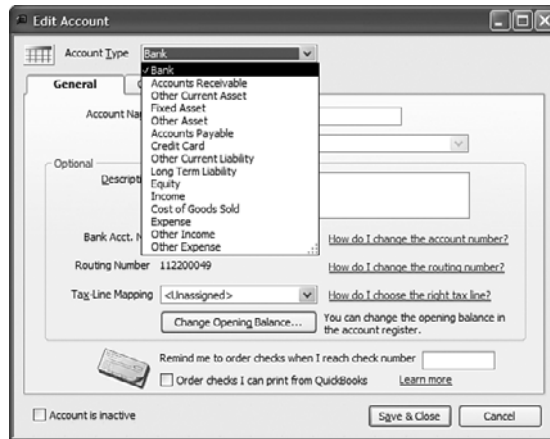 Edit Account
Account Type Bank
✓ Bank
Accounts Receivable
Other Current Asset
Fixed Asset
Other Asset
Accounts Payable
Credit Card
Other Current Liability
Long Term Liability
Equity
Income
Cost of Goods Sold
Expense
Other Income
Other Expense
General
Account Na
Optional
Descripti
Bank Acct. N
How do I change the account number?
Routing Number 112200049
How do I change the routing number?
Tax-Line Mapping <Unassigned>
How do I choose the right tax line?
Change Opening Balance...
You can change the opening balance in
the account register.
Remind me to order checks when I reach check number
Order checks I can print from QuickBooks
Learn more
Account is inactive
Save & Close
Cancel